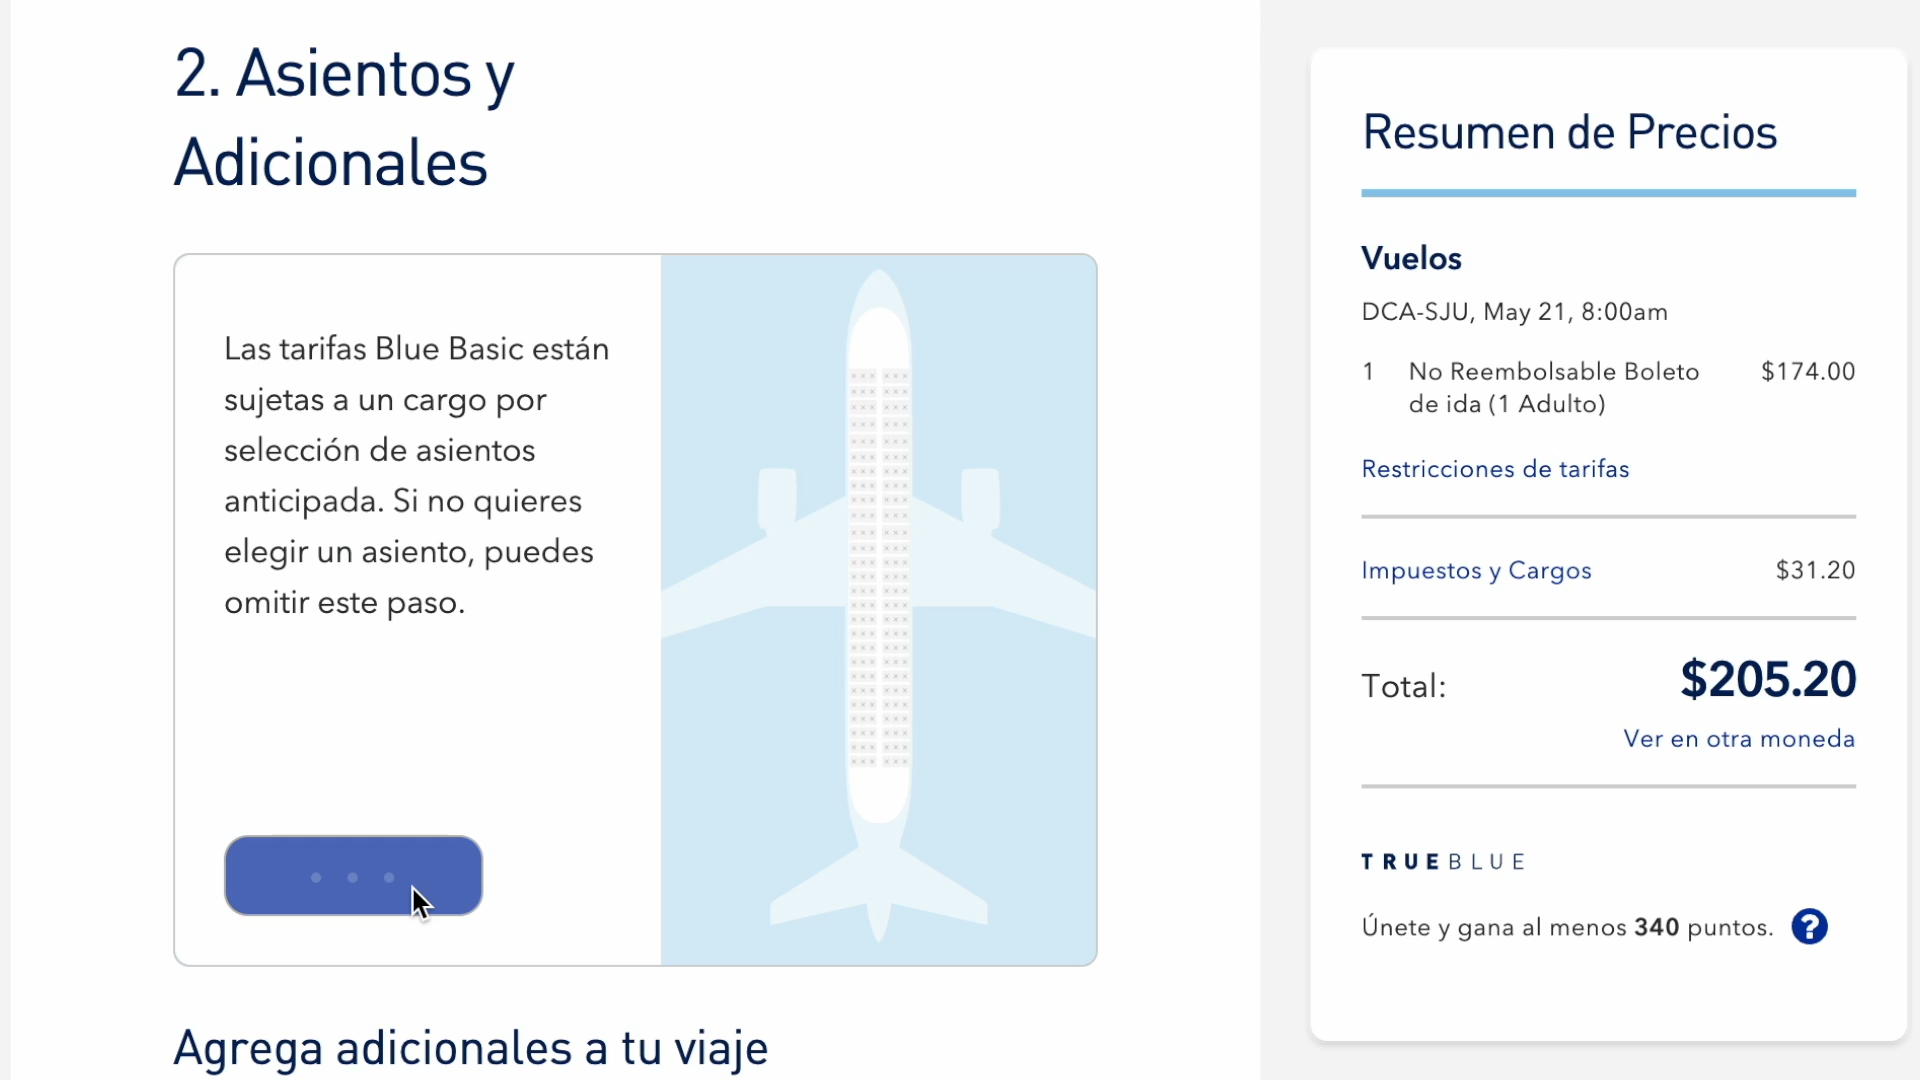 2. Asientos y
Adicionales
Las tarifas Blue Basic están
sujetas a un cargo por
selección de asientos
anticipada. Si no quieres
elegir un asiento, puedes
omitir este paso.
Agrega adicionales a tu viaje
Resumen de Precios
Vuelos
DCA-SJU, May 21, 8:00am
1 No Reembolsable Boleto $174.00
de ida (1 Adulto)
Restricciones de tarifas
Impuestos y Cargos $31.20
Total: $205.20
Ver en otra moneda
TRUEBLUE
Únete y gana al menos 340 puntos. ?